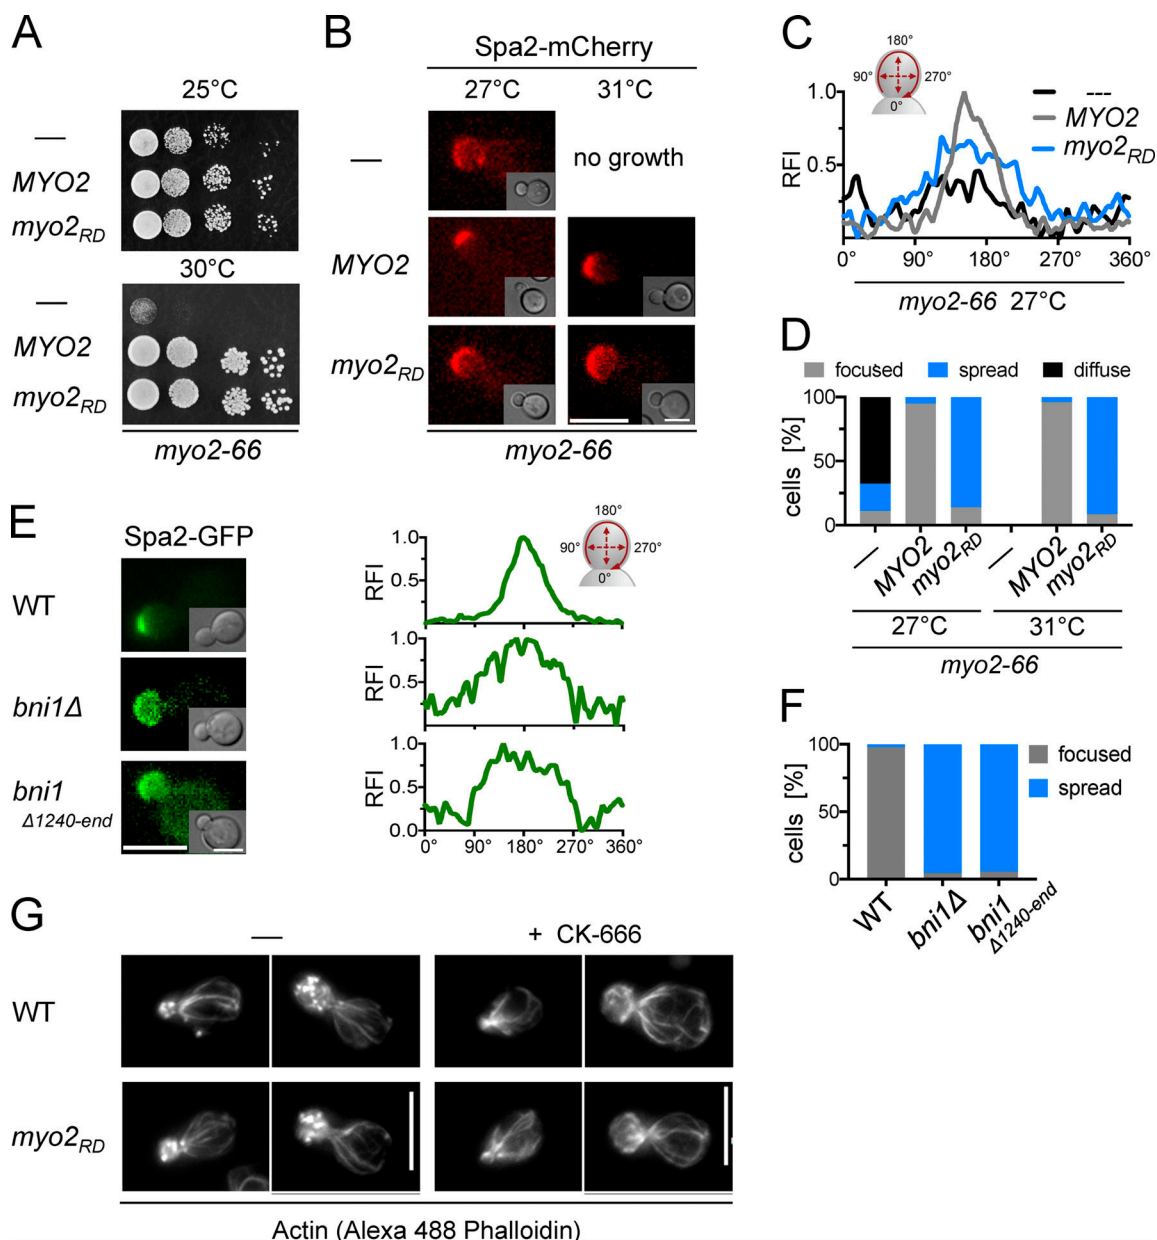 A
25°C
—
MYO2
myo2RD
30°C
—
MYO2
myo2RD
myo2-66
B
Spa2-mCherry
27°C 31°C
—
no growth
MYO2
myo2RD
myo2-66
C
180°
90° 270°
0°
---
MYO2
myo2RD
RFI
1.0
0.5
0° 90° 180° 270° 360°
myo2-66 27°C
D
focused spread diffuse
cells [%]
100
50
0
— MYO2 myo2RD — MYO2 myo2RD
27°C 31°C
myo2-66
E
Spa2-GFP
WT
bni1Δ
bni1
Δ1240-end
180°
90° 270°
0°
RFI
1.0
0.5
RFI
1.0
0.5
RFI
1.0
0.5
0.0
0° 90° 180° 270° 360°
F
focused
spread
cells [%]
100
50
0
WT bni1Δ bni1
Δ1240-end
G
— + CK-666
WT
myo2RD
Actin (Alexa 488 Phalloidin)